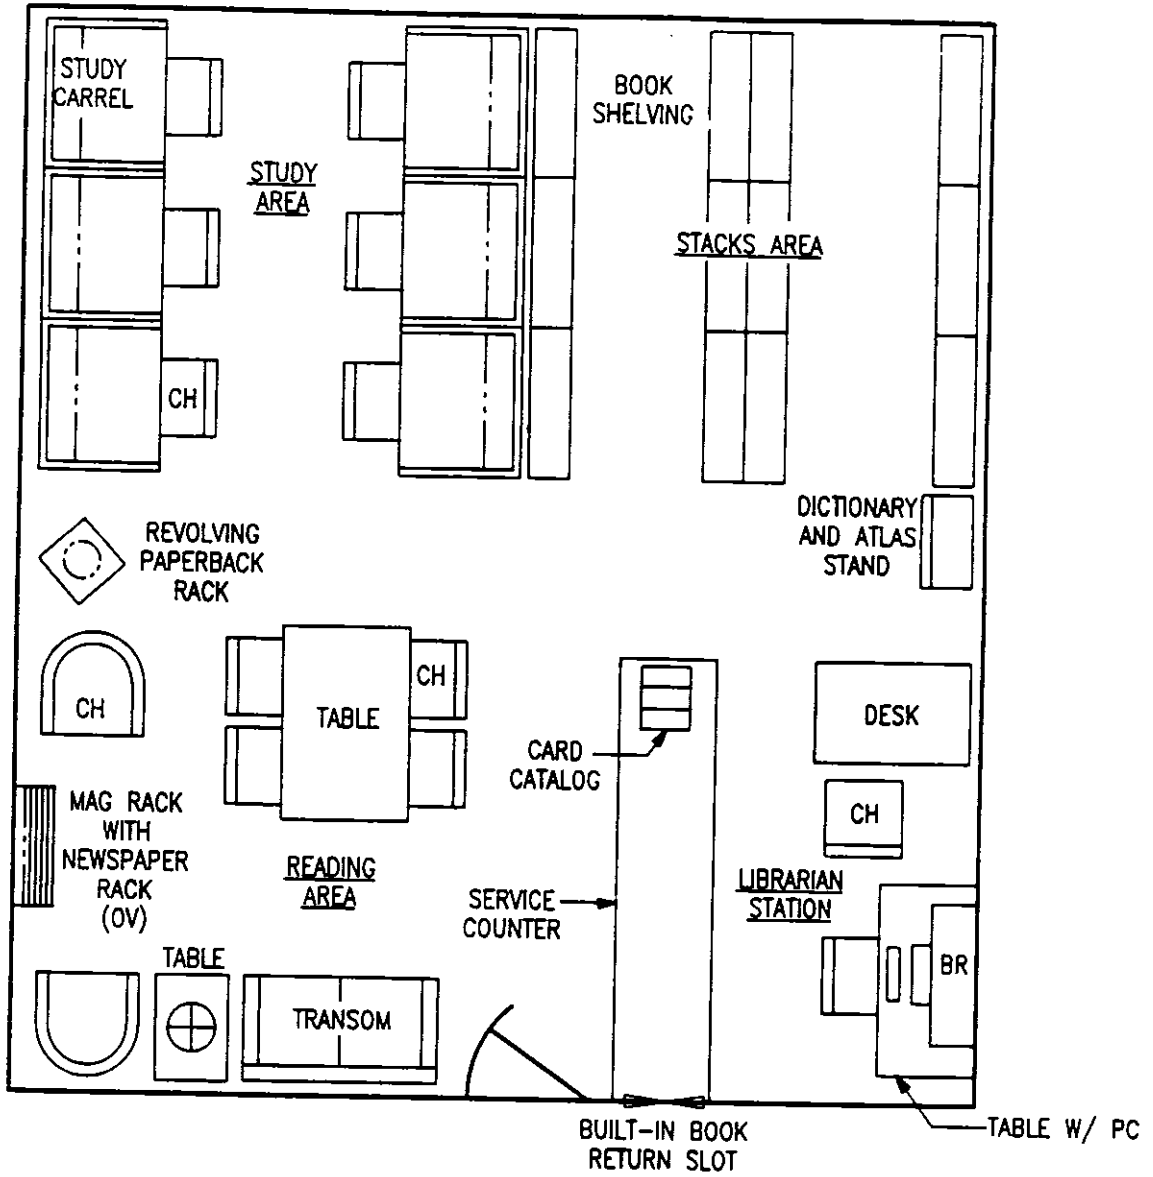 STUDY
CARREL
BOOK
SHELVING
STUDY
AREA
STACKS AREA
CH
DICTIONARY
AND ATLAS
STAND
REVOLVING
PAPERBACK
RACK
CH
TABLE
CH
DESK
CARD
CATALOG
MAG RACK
WITH
NEWSPAPER
RACK
(OV)
CH
READING
AREA
SERVICE
COUNTER
LIBRARIAN
STATION
TABLE
BR
TRANSOM
BUILT-IN BOOK
RETURN SLOT
TABLE W/ PC